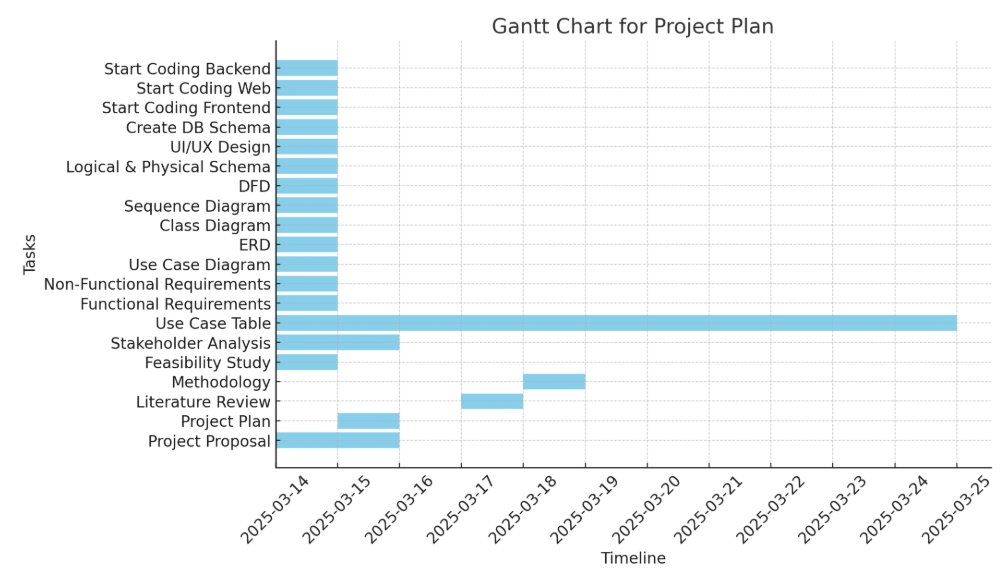 Gantt Chart for Project Plan
Start Coding Backend
Start Coding Web
Start Coding Frontend
Create DB Schema
UI/UX Design
Logical & Physical Schema
DFD
Sequence Diagram
Class Diagram
ERD
Use Case Diagram
Non-Functional Requirements
Functional Requirements
Use Case Table
Stakeholder Analysis
Feasibility Study
Methodology
Literature Review
Project Plan
Project Proposal
Tasks
2025-03-14
2025-03-15
2025-03-16
2025-03-17
2025-03-18
2025-03-19
2025-03-20
2025-03-21
2025-03-22
2025-03-23
2025-03-24
2025-03-25
Timeline